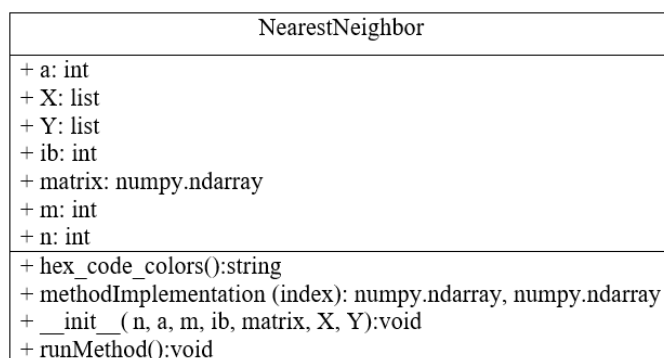 NearestNeighbor
+ a: int
+ X: list
+ Y: list
+ ib: int
+ matrix: numpy.ndarray
+ m: int
+ n: int
+ hex_code_colors():string
+ methodImplementation (index): numpy.ndarray, numpy.ndarray
+ __init__( n, a, m, ib, matrix, X, Y):void
+ runMethod():void